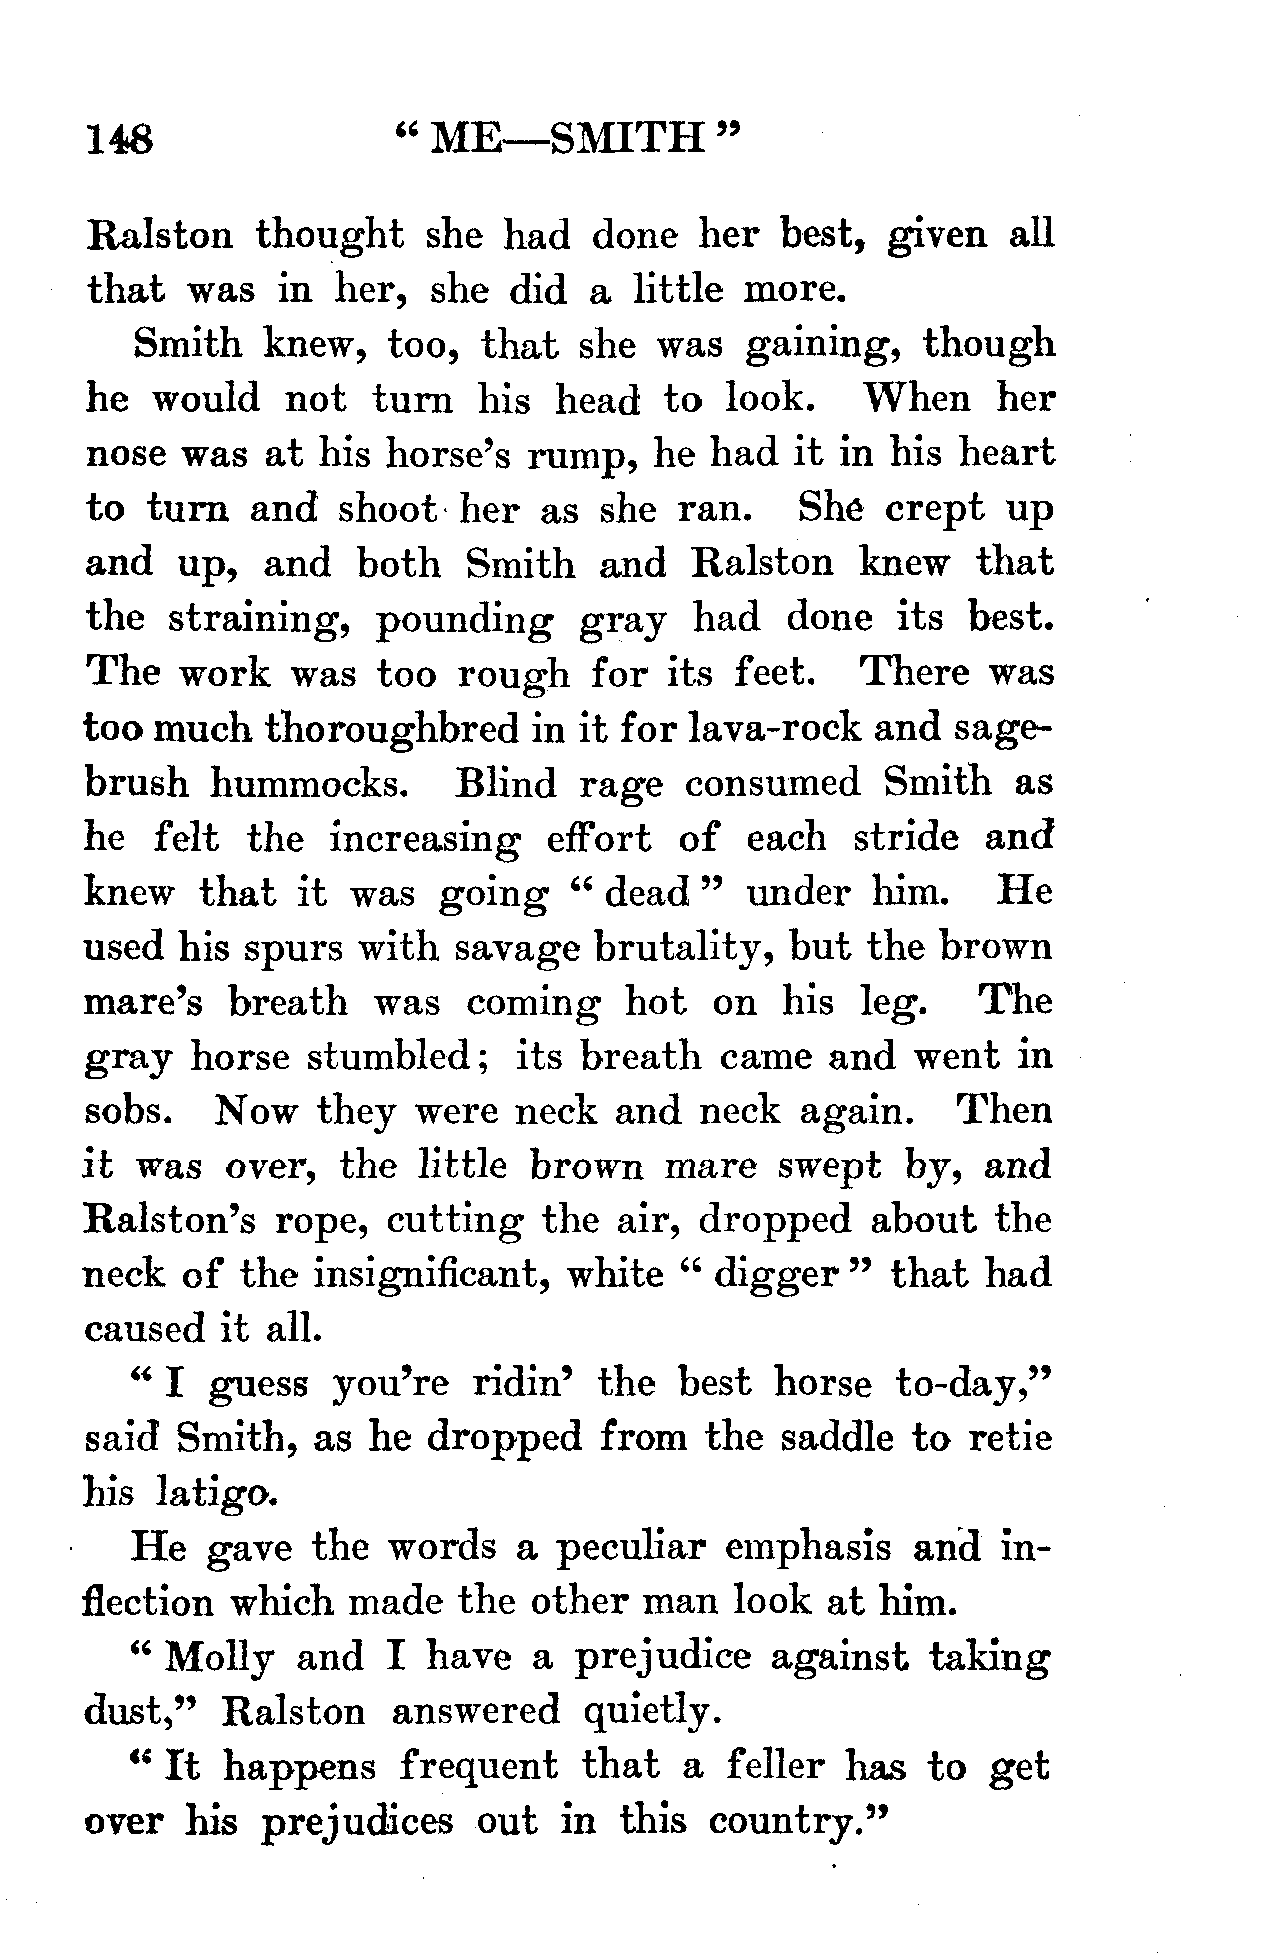 148 " ME—SMITH "
Ralston thought she had done her best, given all
that was in her, she did a little more.
Smith knew, too, that she was gaining, though
he would not turn his head to look. When her
nose was at his horse's rump, he had it in his heart
to turn and shoot her as she ran. She crept up
and up, and both Smith and Ralston knew that
the straining, pounding gray had done its best.
The work was too rough for its feet. There was
too much thoroughbred in it for lava-rock and sage-
brush hummocks. Blind rage consumed Smith as
he felt the increasing effort of each stride and
knew that it was going " dead " under him. He
used his spurs with savage brutality, but the brown
mare's breath was coming hot on his leg. The
gray horse stumbled; its breath came and went in
sobs. Now they were neck and neck again. Then
it was over, the little brown mare swept by, and
Ralston's rope, cutting the air, dropped about the
neck of the insignificant, white " digger " that had
caused it all.
" I guess you're ridin' the best horse to-day,"
said Smith, as he dropped from the saddle to retie
his latigo.
He gave the words a peculiar emphasis and in-
flection which made the other man look at him.
" Molly and I have a prejudice against taking
dust," Ralston answered quietly.
" It happens frequent that a feller has to get
over his prejudices out in this country."